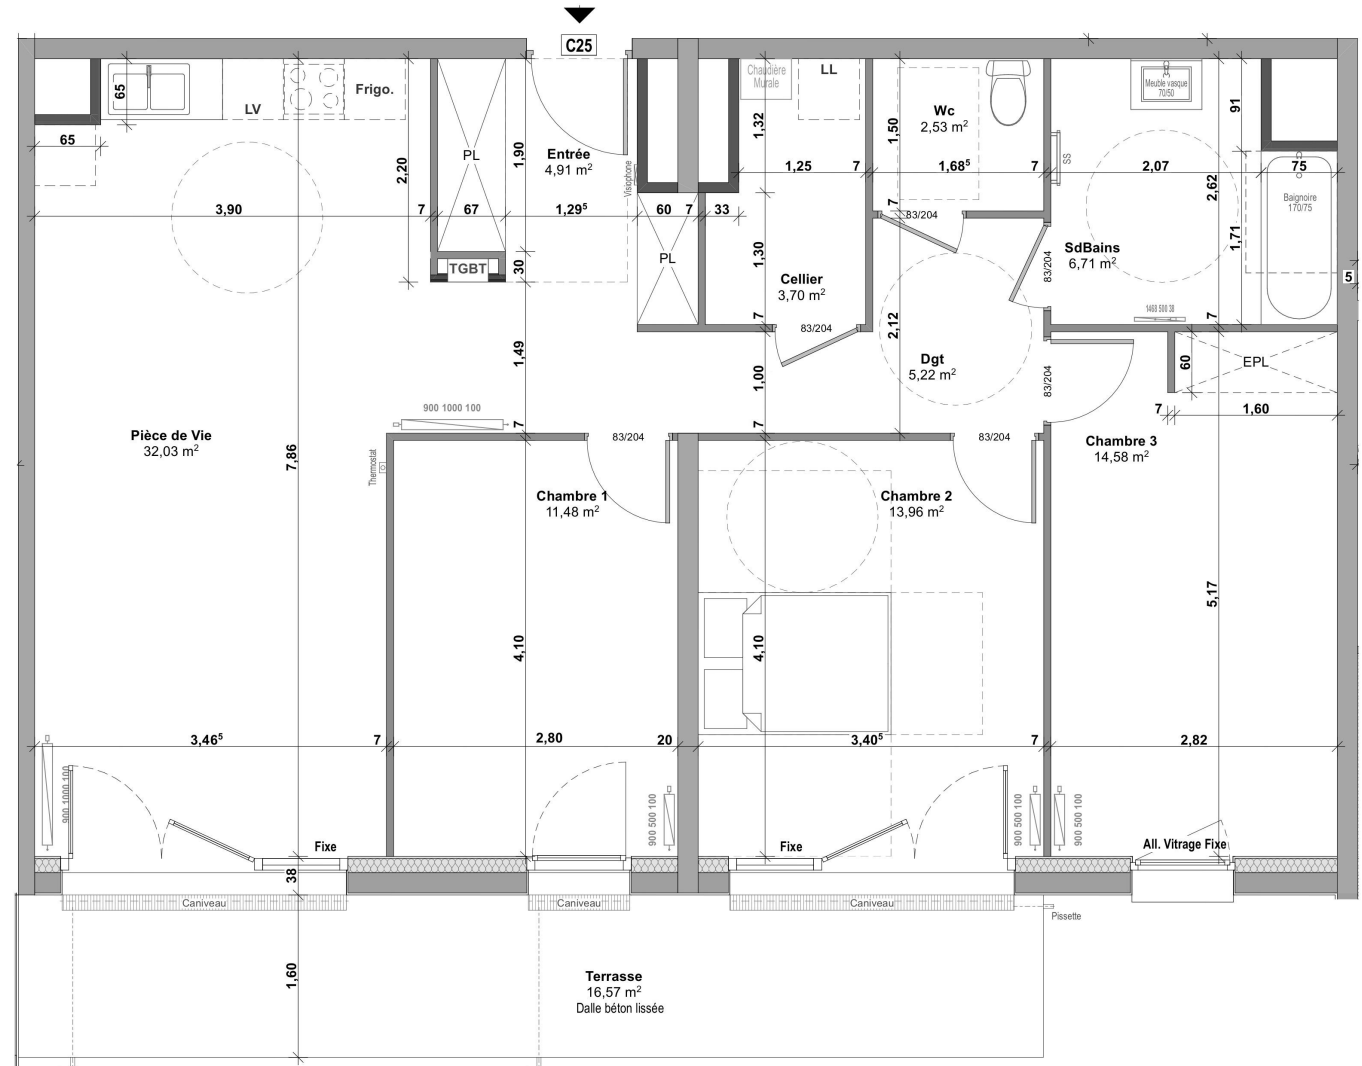 C25
65
65
LV
Frigo.
3,90
7
2,20
PL
67
1,90
Entrée
4,91 m²
1,29⁵
Visiophone
60
7
33
PL
TGBT
30
Chaudière
Murale
LL
1,32
1,25
7
1,30
Cellier
3,70 m²
7
83/204
1,50
Wc
2,53 m²
1,68⁵
7
7
83/204
SS
Meuble vasque
70/50
91
2,07
2,62
75
Baignoire
170/75
1,71
SdBains
6,71 m²
83/204
1468 500 38
7
5
1,49
1,00
2,12
Dgt
5,22 m²
83/204
60
EPL
7
1,60
900 1000 100
7
83/204
7
83/204
Pièce de Vie
32,03 m²
7,86
Thermostat
Chambre 1
11,48 m²
Chambre 2
13,96 m²
Chambre 3
14,58 m²
4,10
4,10
5,17
3,46⁵
7
2,80
20
3,40⁵
7
2,82
900 1000 100
900 500 100
900 500 100
900 500 100
Fixe
Fixe
All. Vitrage Fixe
38
Caniveau
Caniveau
Caniveau
Pissette
1,60
Terrasse
16,57 m²
Dalle béton lissée